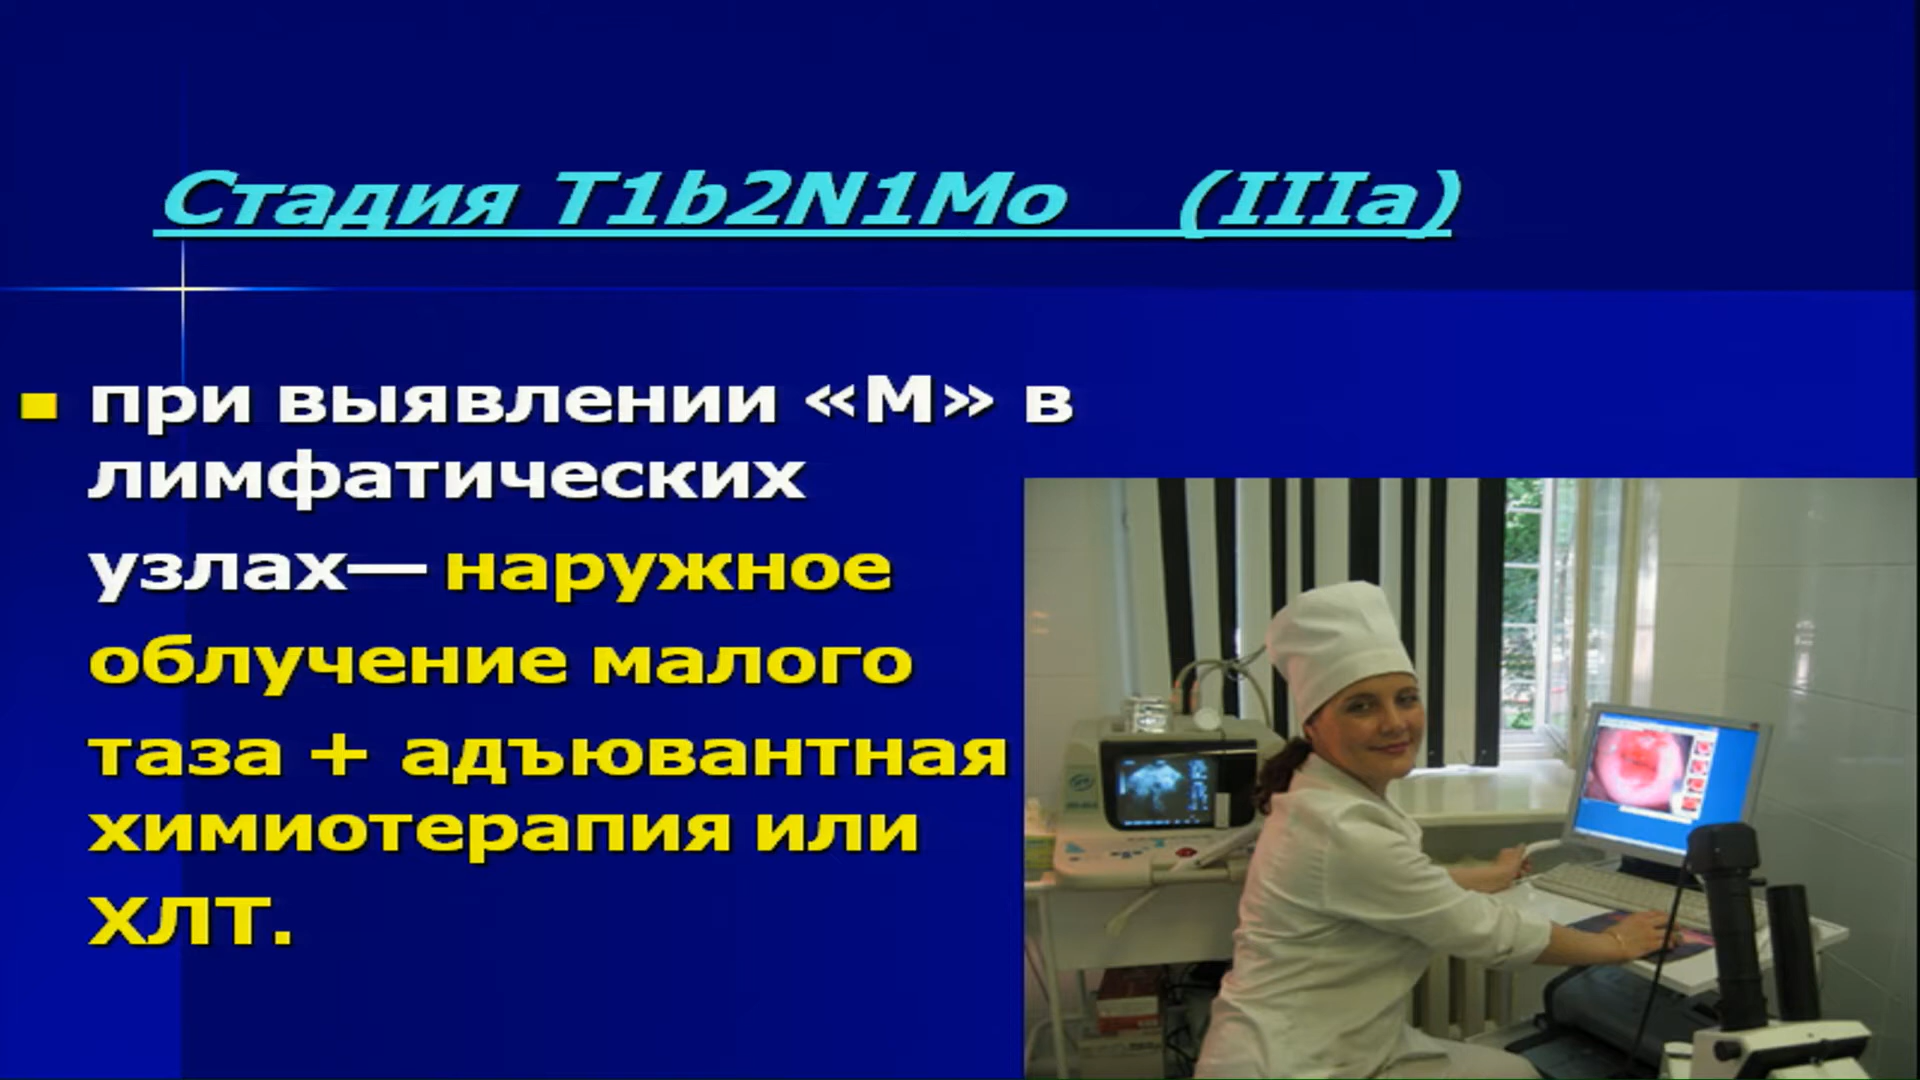 Стадия T1b2N1Mo (IIIa)
при выявлении «М» в
лимфатических
узлах— наружное
облучение малого
таза + адъювантная
химиотерапия или
ХЛТ.